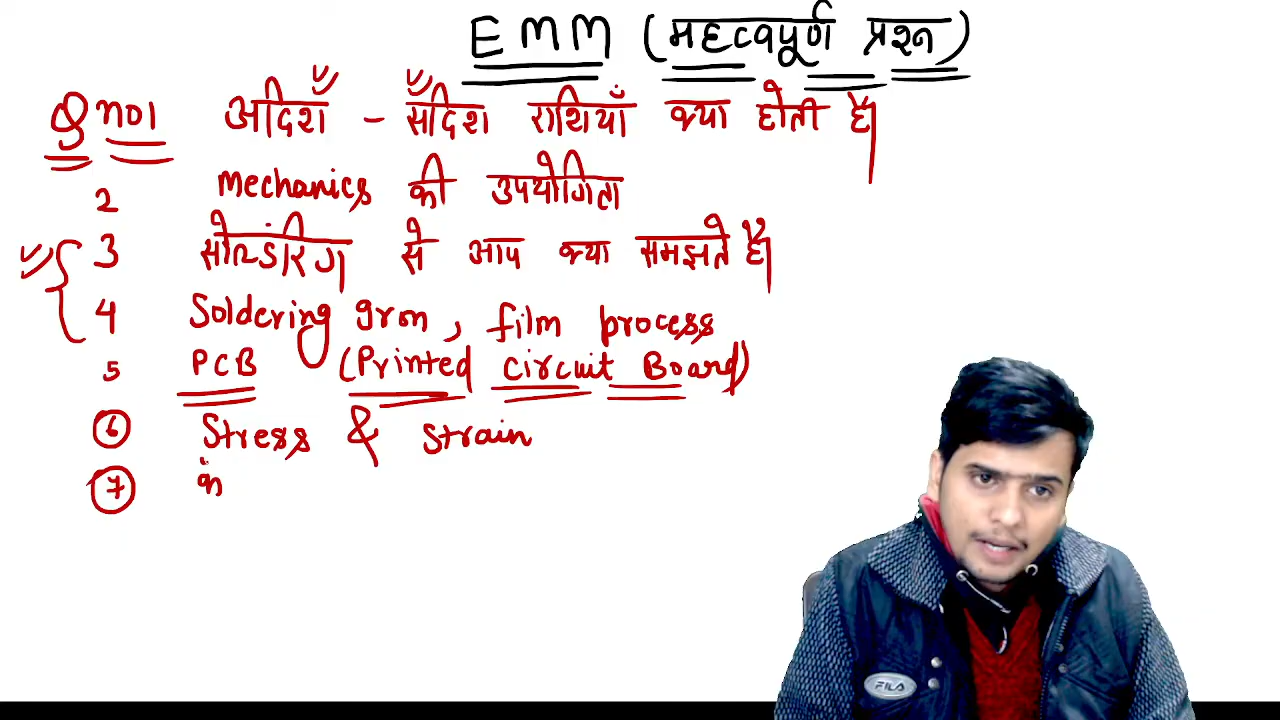 EMM (महत्वपूर्ण प्रश्न)
Q no1 अदिश - सदिश राशियाँ क्या होती है।
2 Mechanics की उपयोगिता
3 सोल्डरिंग से आप क्या समझते है।
4 Soldering Iron, film process
5 PCB (Printed circuit Board)
6 Stress & Strain
7 कं
FILA